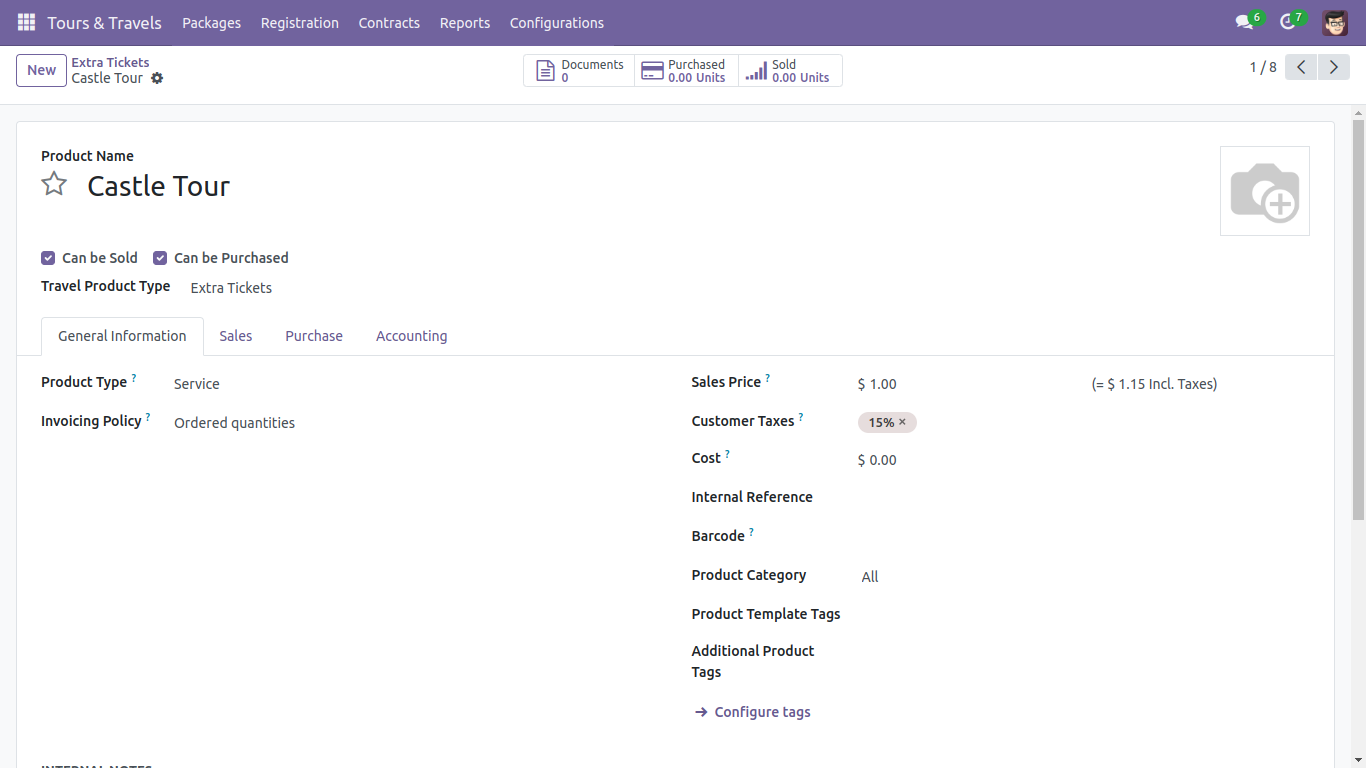 Tours & Travels Packages Registration Contracts Reports Configurations 6 7
New
Extra Tickets
Castle Tour
Documents
0
Purchased
0.00 Units
Sold
0.00 Units
1 / 8
Product Name
Castle Tour
Can be Sold Can be Purchased
Travel Product Type Extra Tickets
General Information Sales Purchase Accounting
Product Type ? Service
Invoicing Policy ? Ordered quantities
Sales Price ? $ 1.00 (= $ 1.15 Incl. Taxes)
Customer Taxes ? 15% ×
Cost ? $ 0.00
Internal Reference
Barcode ?
Product Category All
Product Template Tags
Additional Product
Tags
Configure tags
INTERNAL NOTES